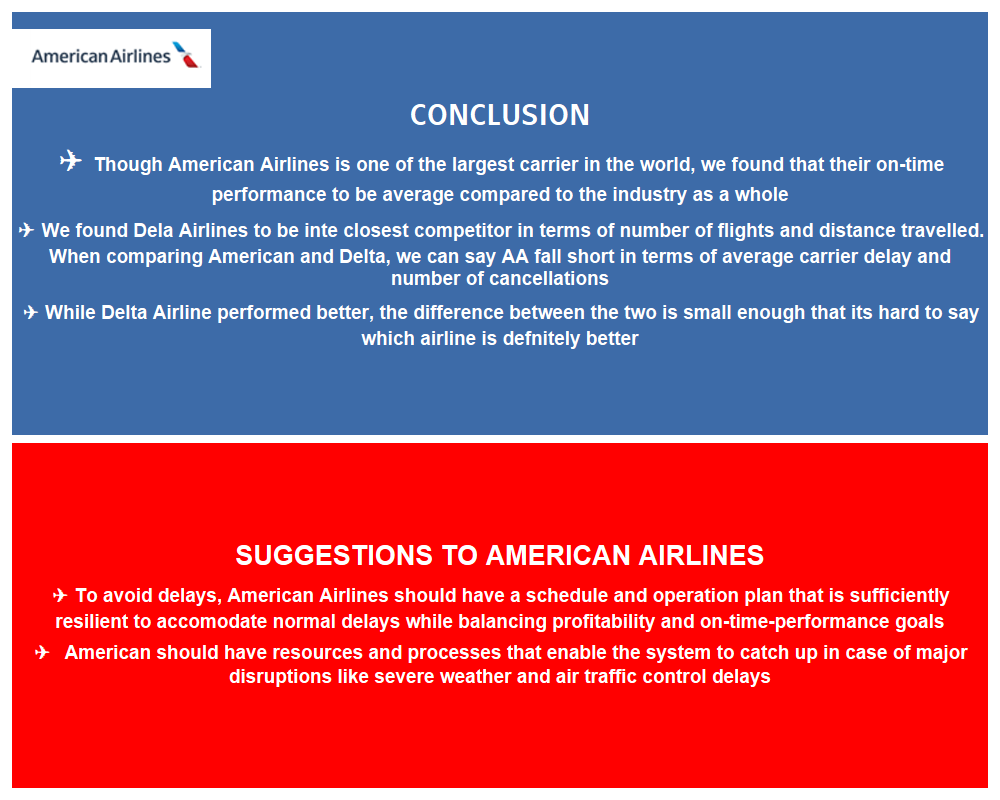 American Airlines
CONCLUSION
✈ Though American Airlines is one of the largest carrier in the world, we found that their on-time
performance to be average compared to the industry as a whole
✈ We found Dela Airlines to be inte closest competitor in terms of number of flights and distance travelled.
When comparing American and Delta, we can say AA fall short in terms of average carrier delay and
number of cancellations
✈ While Delta Airline performed better, the difference between the two is small enough that its hard to say
which airline is defnitely better
SUGGESTIONS TO AMERICAN AIRLINES
✈ To avoid delays, American Airlines should have a schedule and operation plan that is sufficiently
resilient to accomodate normal delays while balancing profitability and on-time-performance goals
✈ American should have resources and processes that enable the system to catch up in case of major
disruptions like severe weather and air traffic control delays